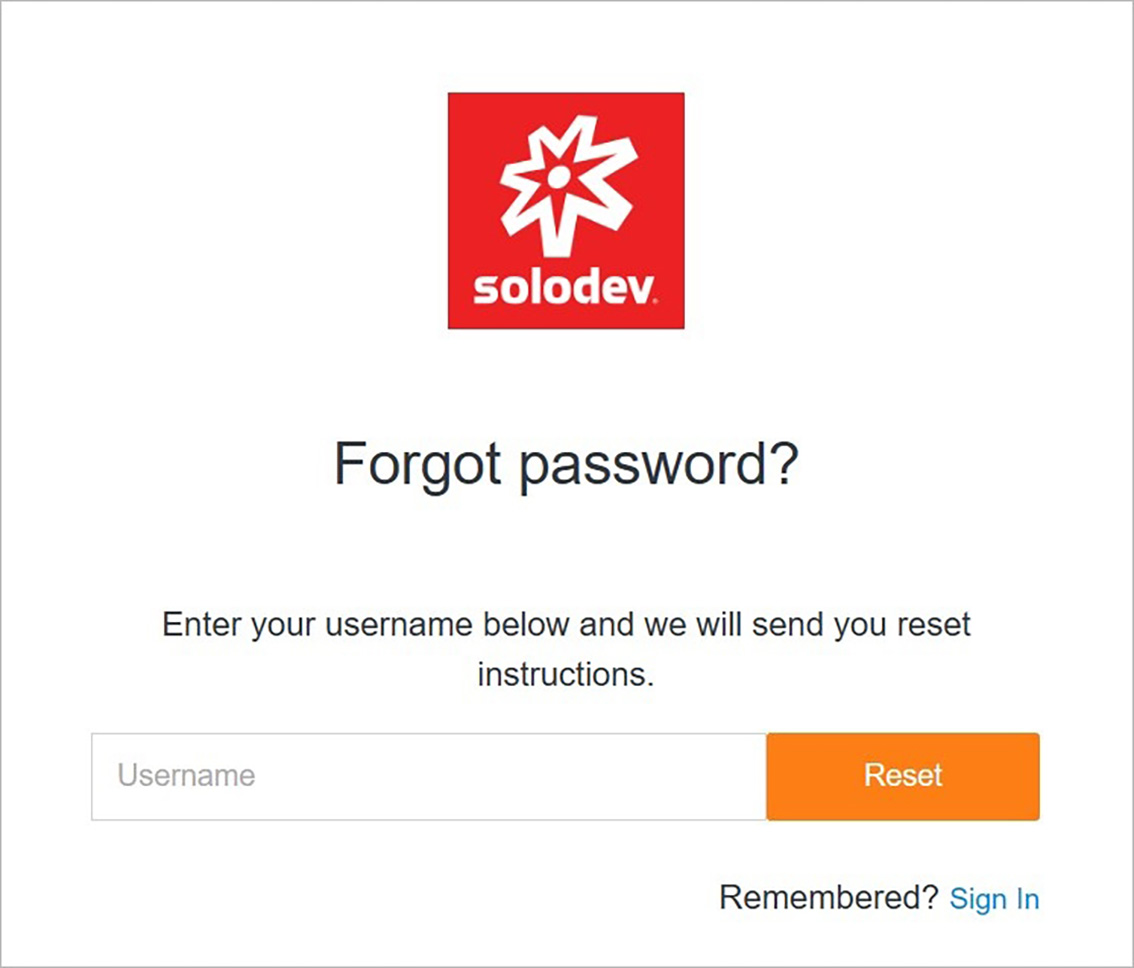 solodev®
Forgot password?
Enter your username below and we will send you reset
instructions.
Username
Reset
Remembered? Sign In